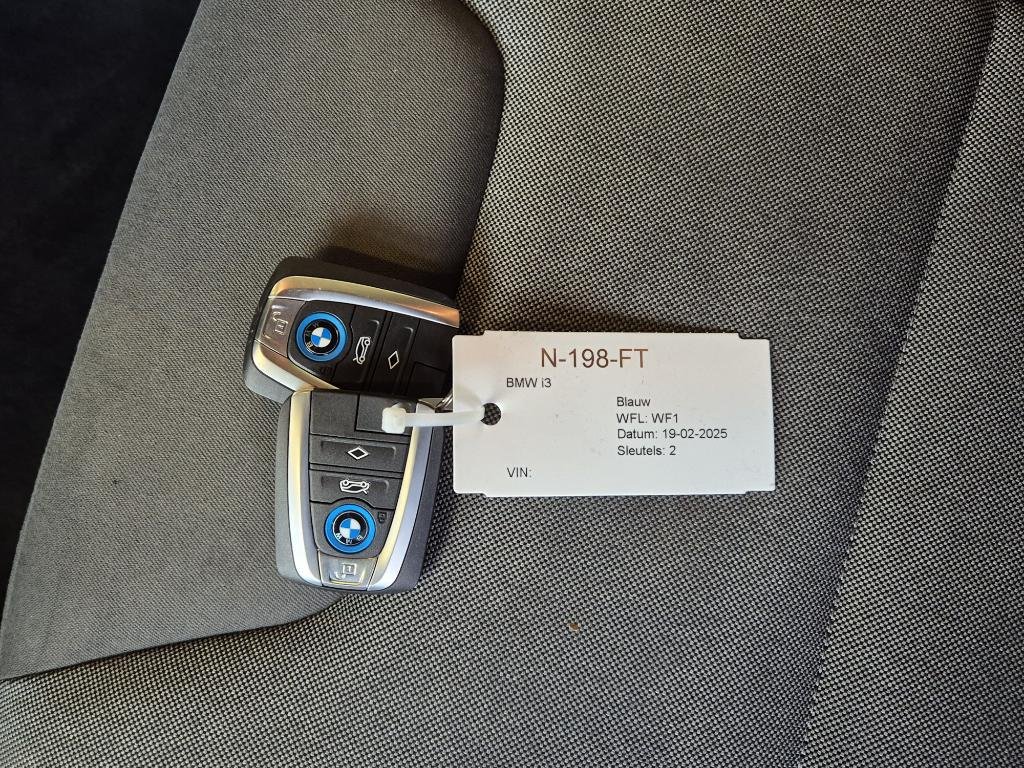 N-198-FT
BMW i3
Blauw
WFL: WF1
Datum: 19-02-2025
Sleutels: 2
VIN: